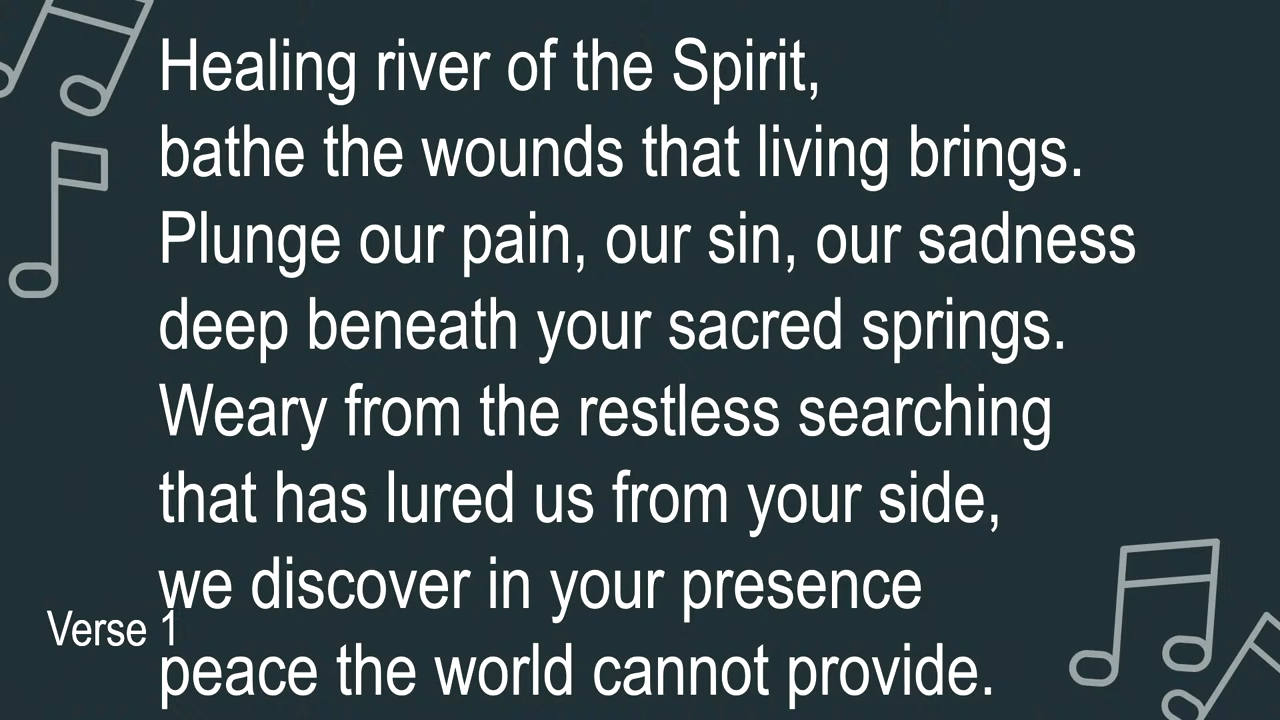 Healing river of the Spirit,
bathe the wounds that living brings.
Plunge our pain, our sin, our sadness
deep beneath your sacred springs.
Weary from the restless searching
that has lured us from your side,
we discover in your presence
Verse 1
peace the world cannot provide.